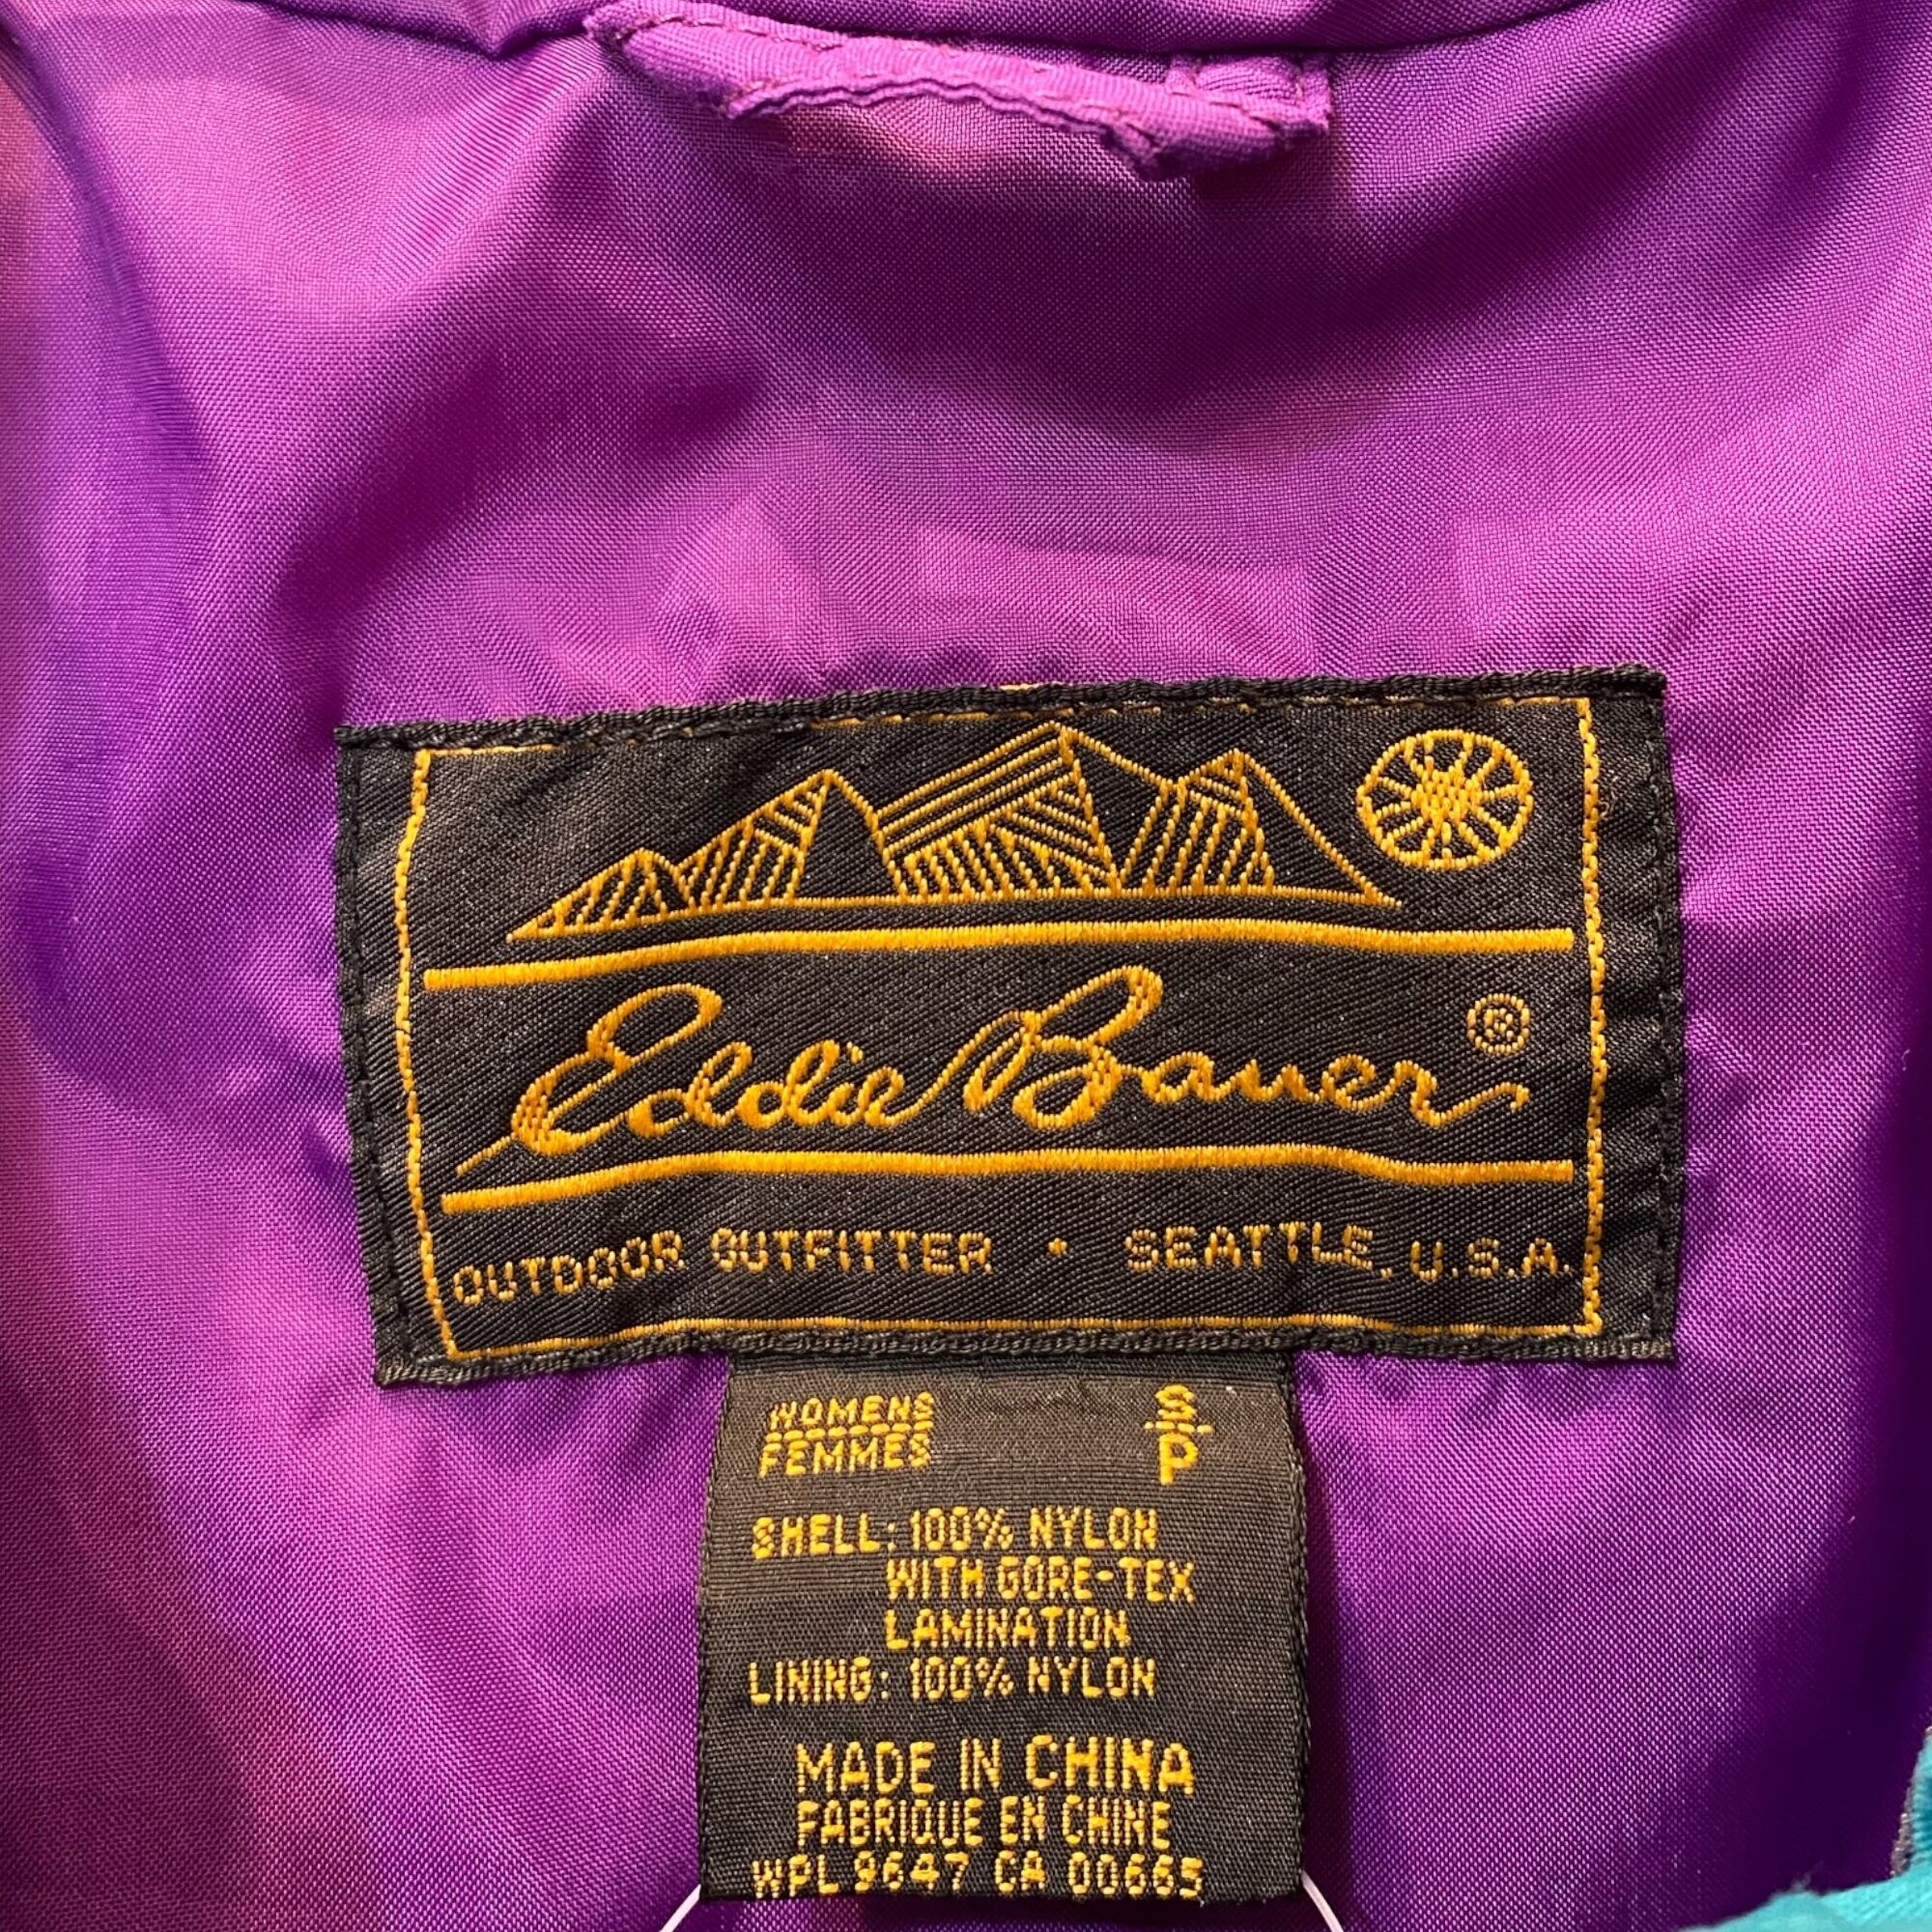 Eddie Bauer®
OUTDOOR OUTFITTER • SEATTLE, U.S.A.
WOMENS S
FEMMES P
SHELL: 100% NYLON
WITH GORE-TEX
LAMINATION
LINING: 100% NYLON
MADE IN CHINA
FABRIQUE EN CHINE
WPL 9647 CA 00665